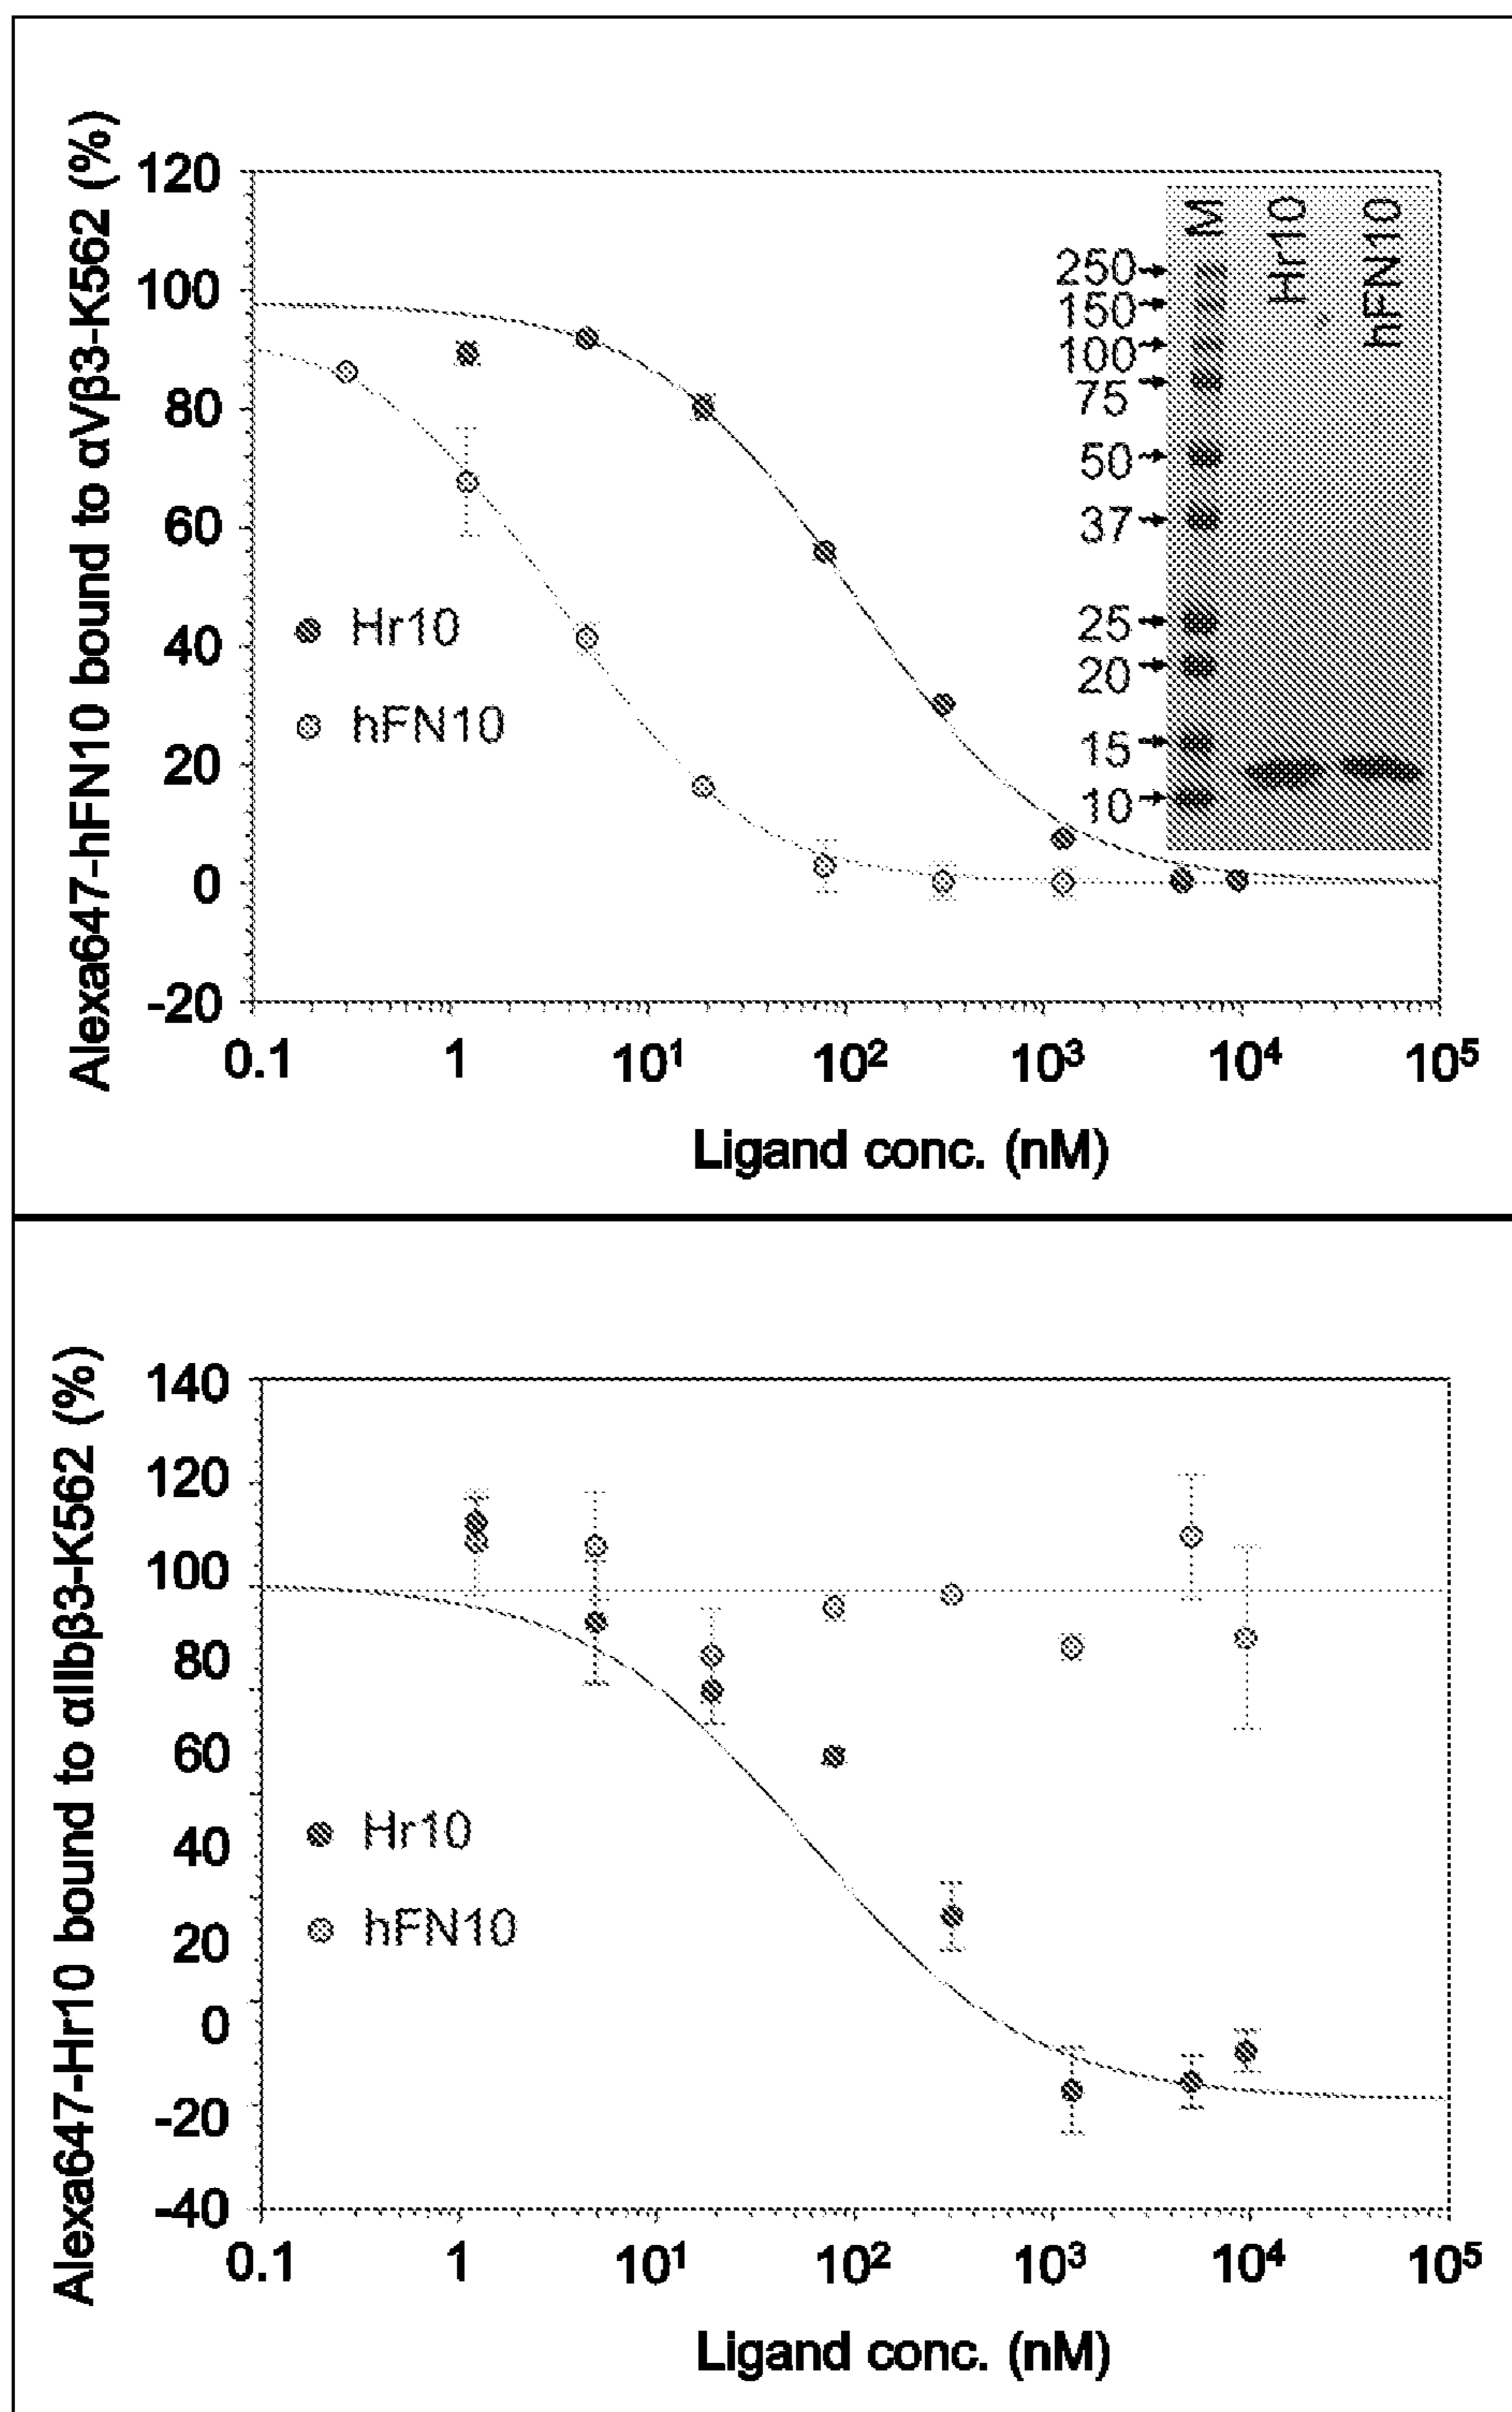 Alexa647-hFN10 bound to αVβ3-K562 (%)
120
100
80
60
40
20
0
-20
Hr10
hFN10
M
Hr10
hFN10
250
150
100
75
50
37
25
20
15
10
0.1 1 10¹ 10² 10³ 10⁴ 10⁵
Ligand conc. (nM)
Alexa647-Hr10 bound to αIIbβ3-K562 (%)
140
120
100
80
60
40
20
0
-20
-40
Hr10
hFN10
0.1 1 10¹ 10² 10³ 10⁴ 10⁵
Ligand conc. (nM)